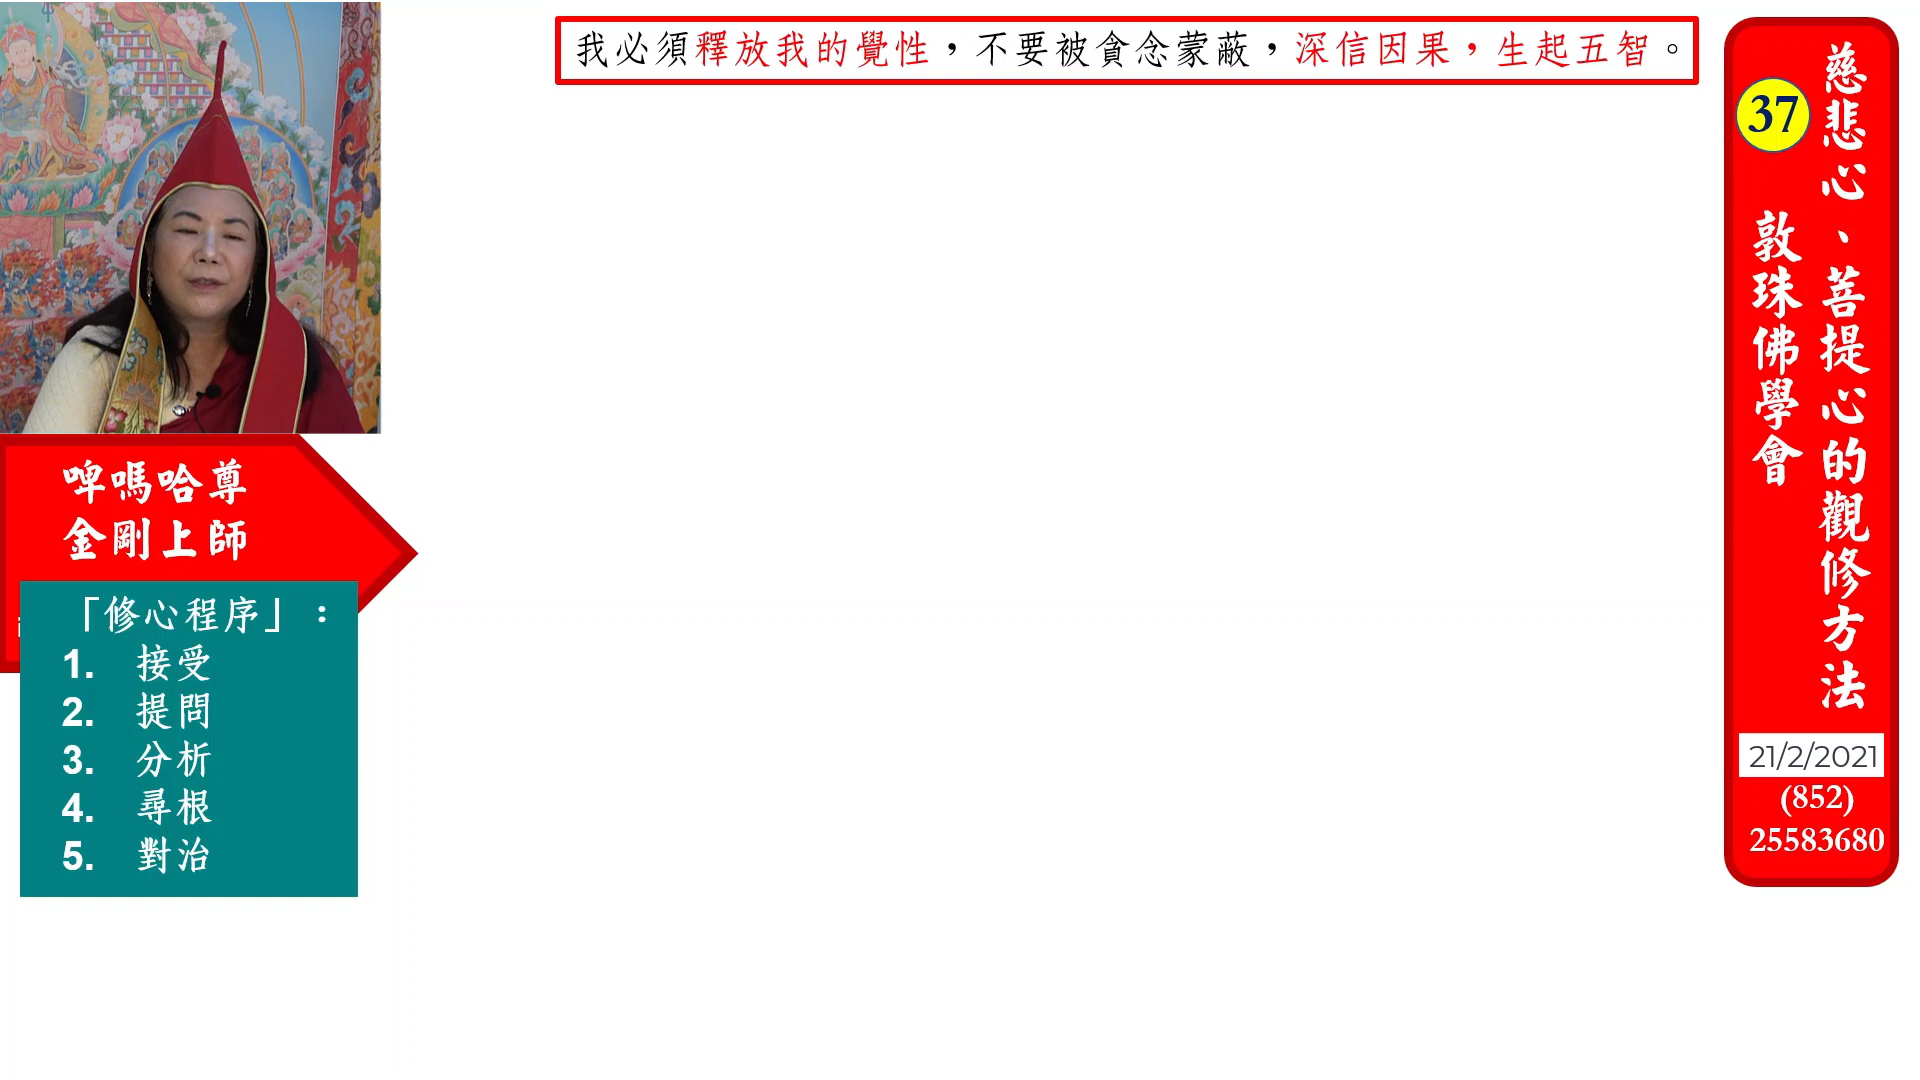 我必須釋放我的覺性，不要被貪念蒙蔽，深信因果，生起五智。
37
慈悲心、菩提心的觀修方法
敦珠佛學會
21/2/2021
(852)
25583680
啤嗎哈尊
金剛上師
「修心程序」：
1. 接受
2. 提問
3. 分析
4. 尋根
5. 對治